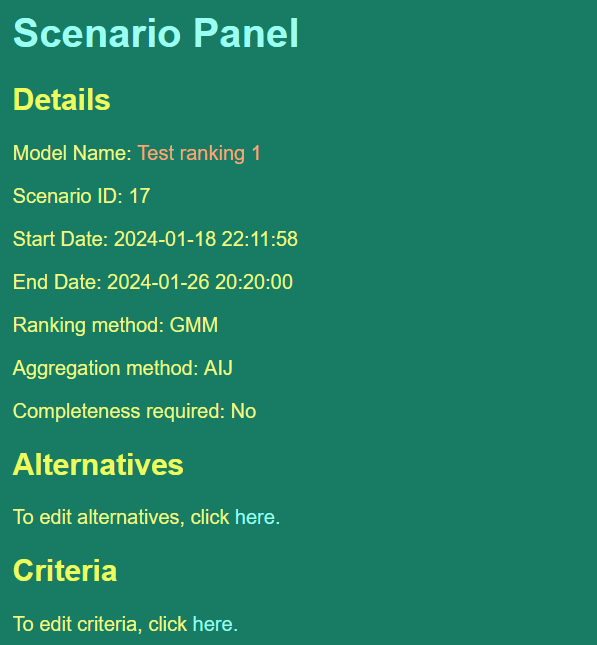 Scenario Panel
Details
Model Name: Test ranking 1
Scenario ID: 17
Start Date: 2024-01-18 22:11:58
End Date: 2024-01-26 20:20:00
Ranking method: GMM
Aggregation method: AIJ
Completeness required: No
Alternatives
To edit alternatives, click here.
Criteria
To edit criteria, click here.